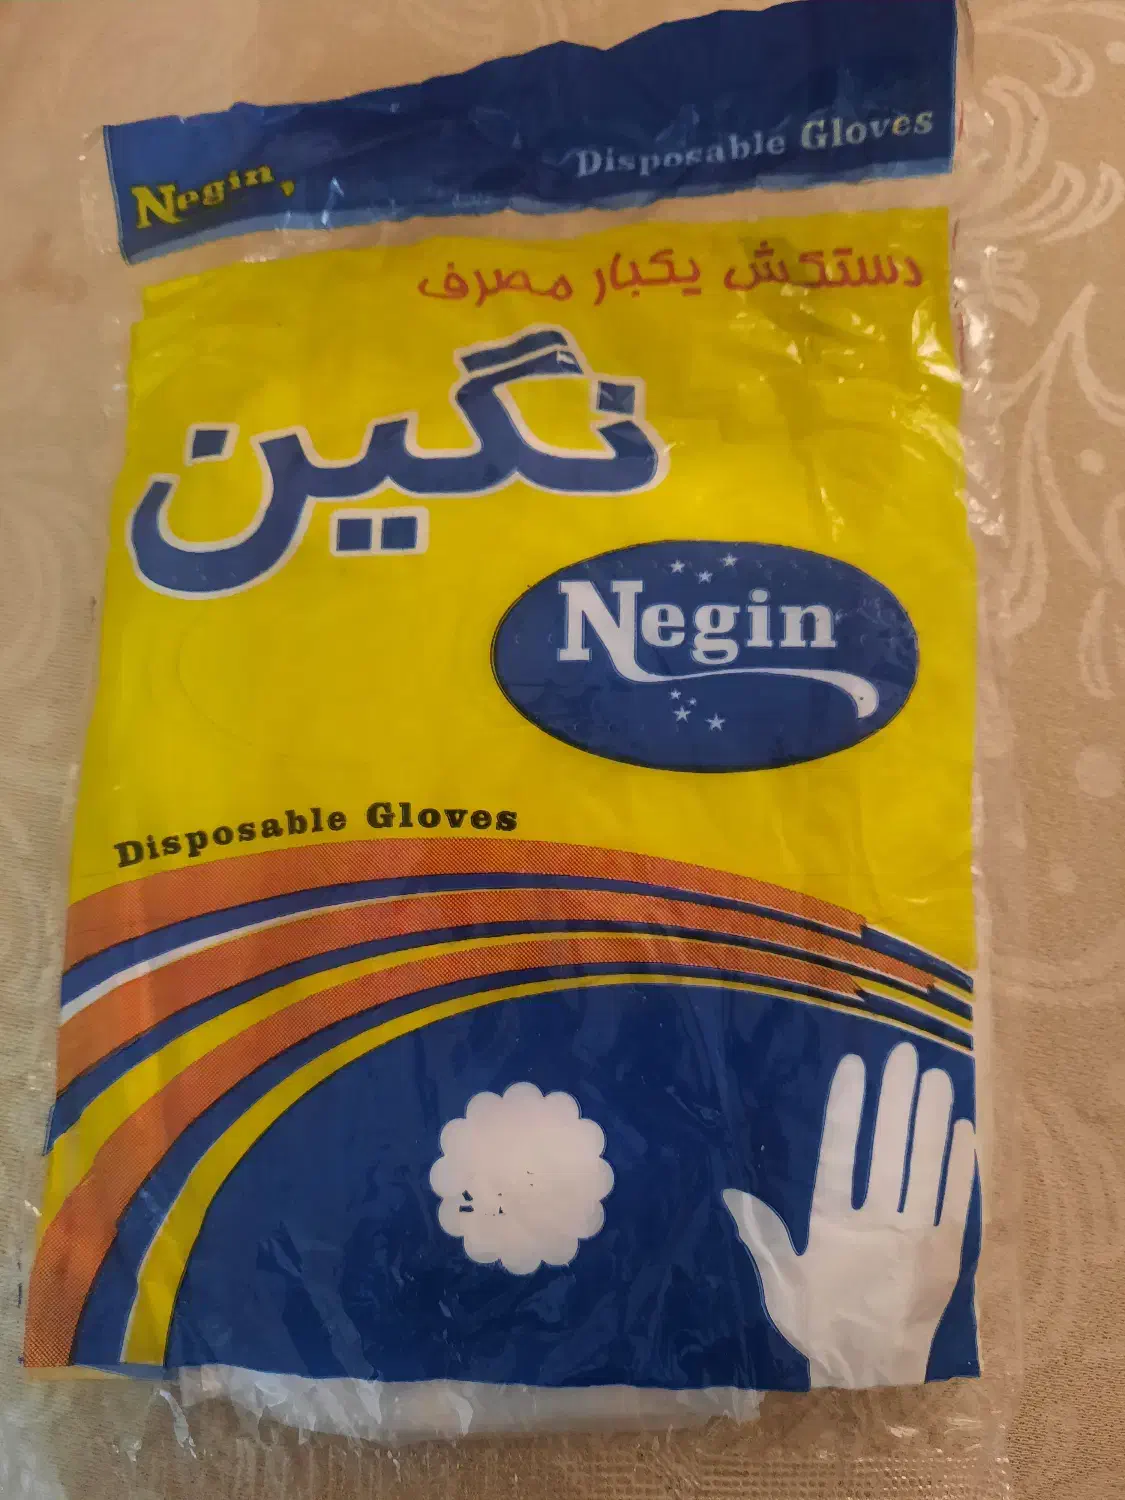 Negin,
Disposable Gloves
دستکش یکبار مصرف
نگین
Negin
Disposable Gloves